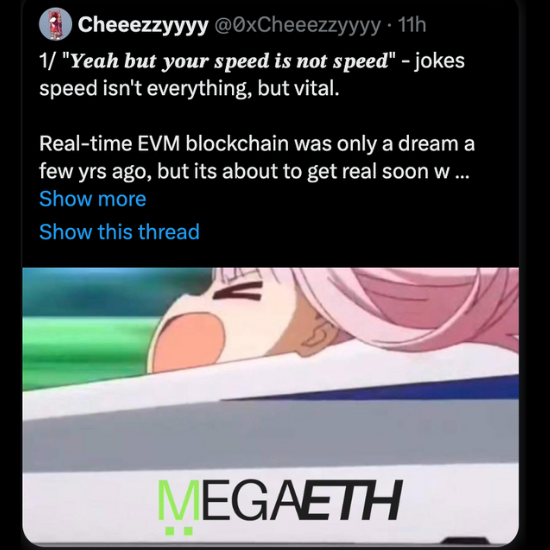 Cheeezzyyyy @0xCheeezzyyyy · 11h
1/ "Yeah but your speed is not speed" - jokes
speed isn't everything, but vital.
Real-time EVM blockchain was only a dream a
few yrs ago, but its about to get real soon w ...
Show more
Show this thread
MEGAETH